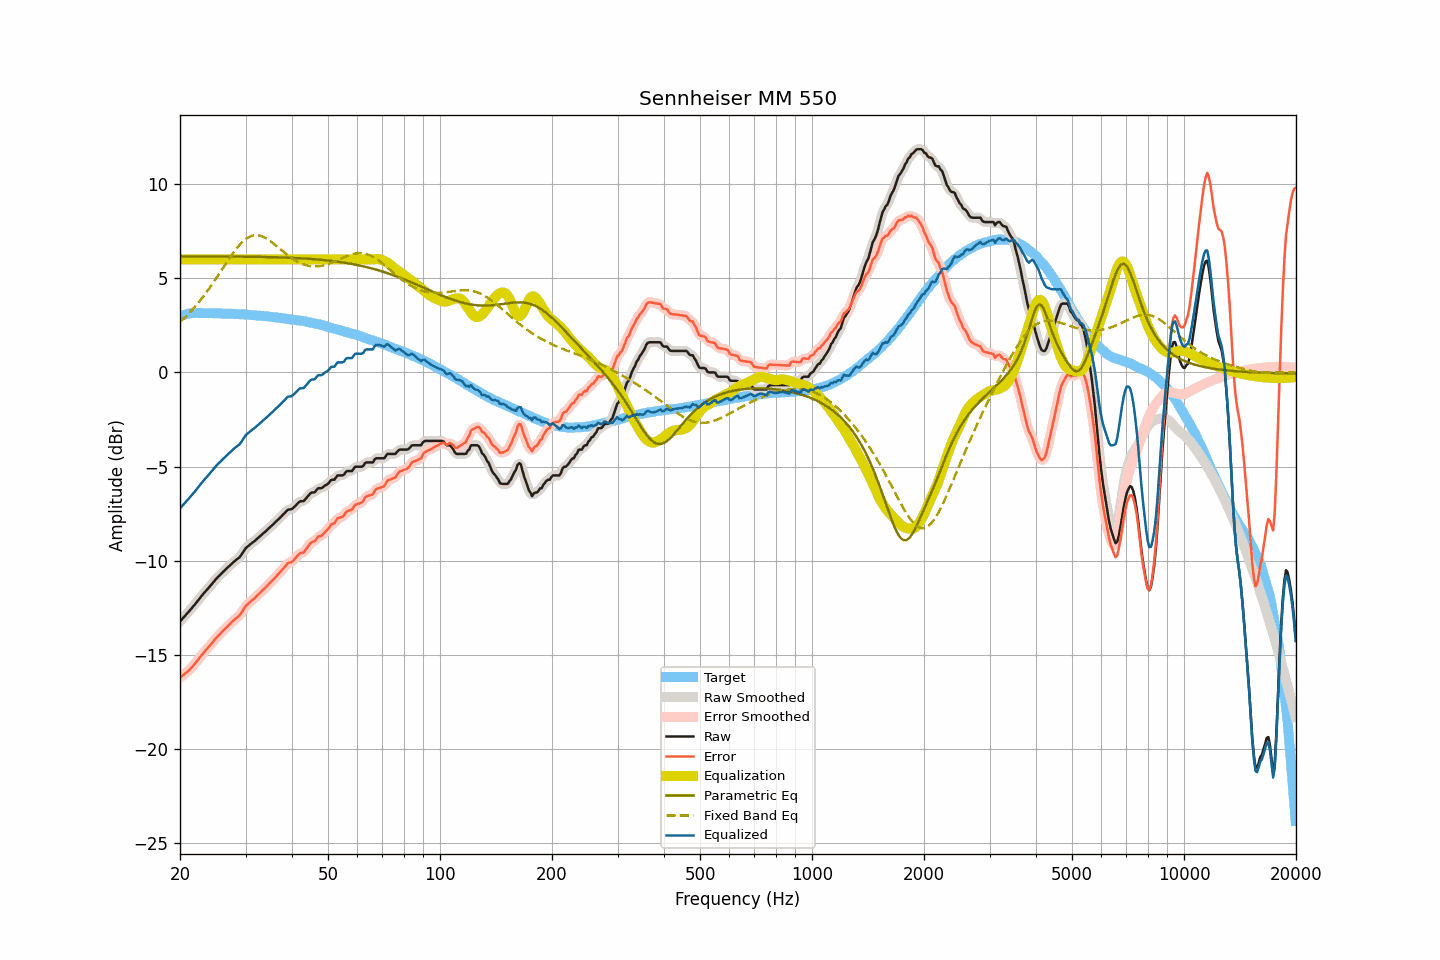 Sennheiser MM 550
Amplitude (dBr)
10
5
0
−5
−10
−15
−20
−25
Target
Raw Smoothed
Error Smoothed
Raw
Error
Equalization
Parametric Eq
Fixed Band Eq
Equalized
20 50 100 200 500 1000 2000 5000 10000 20000
Frequency (Hz)